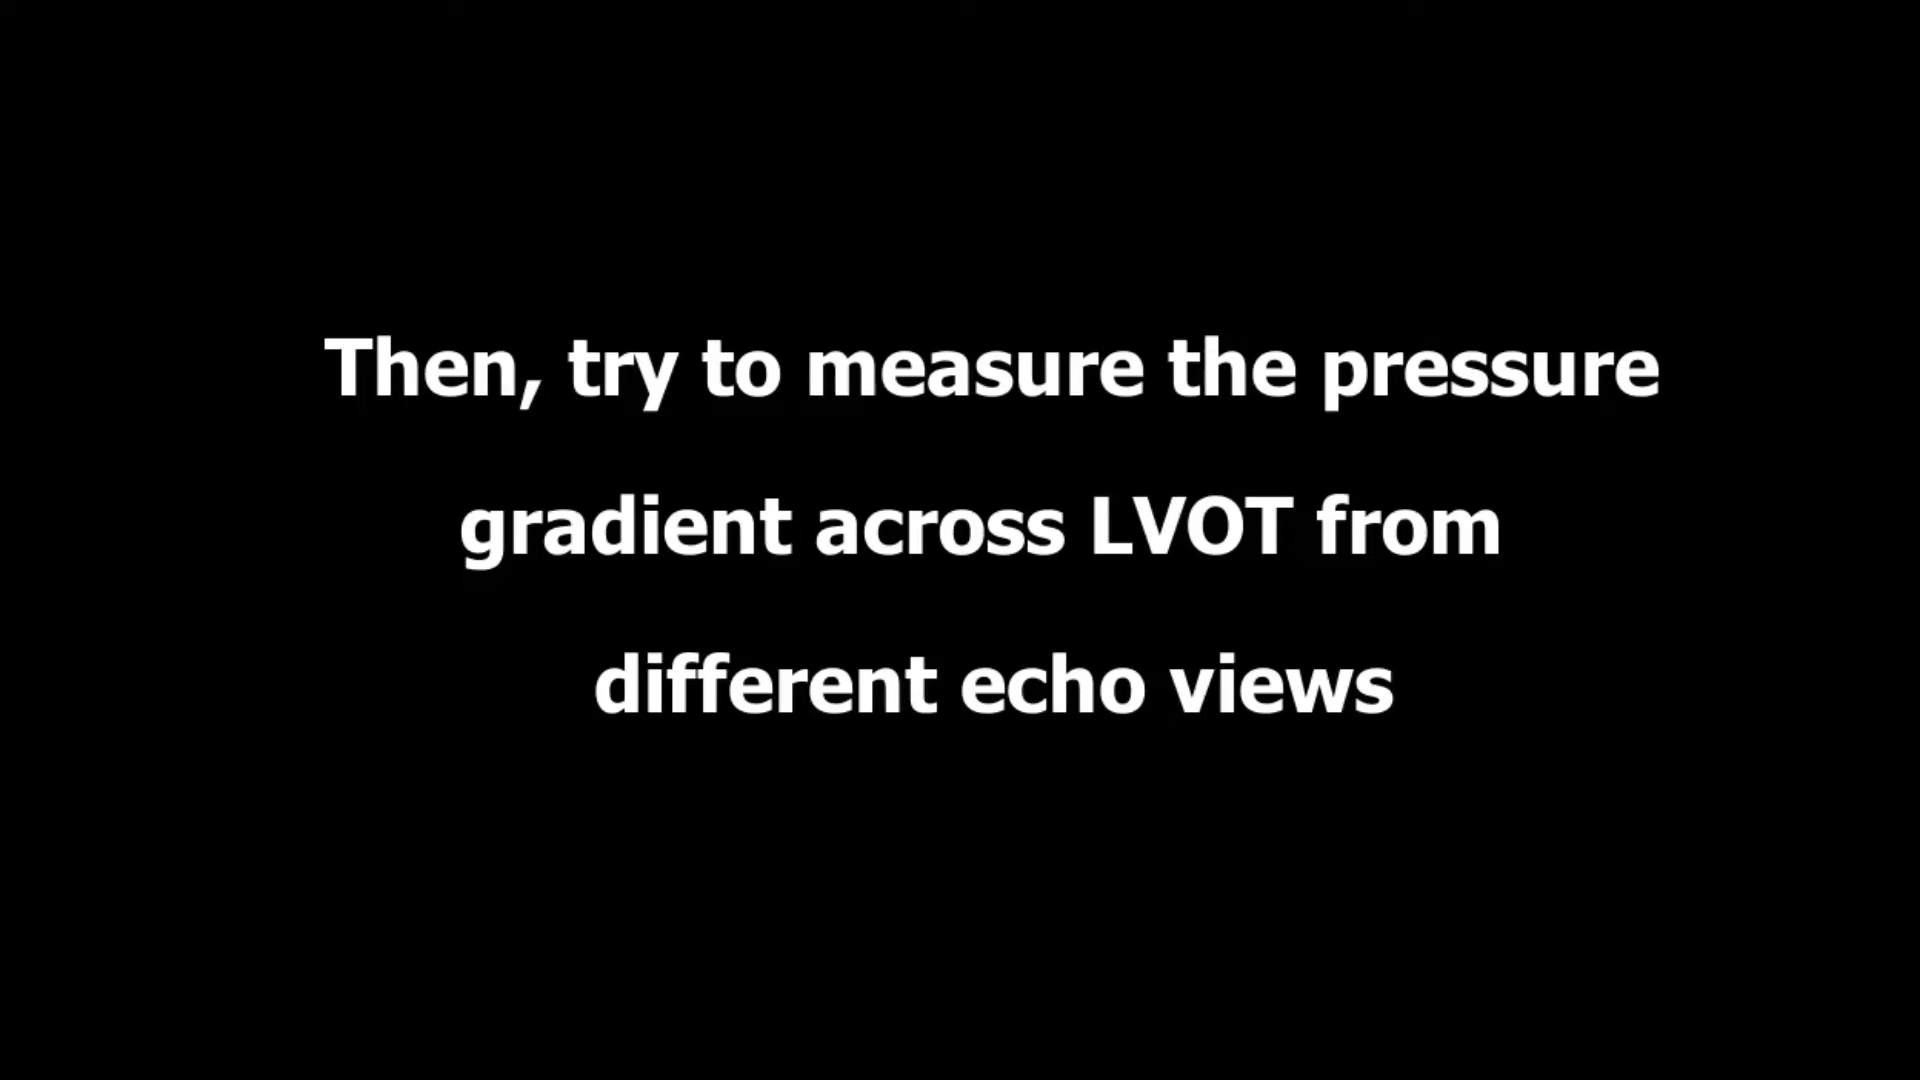 Then, try to measure the pressure
gradient across LVOT from
different echo views